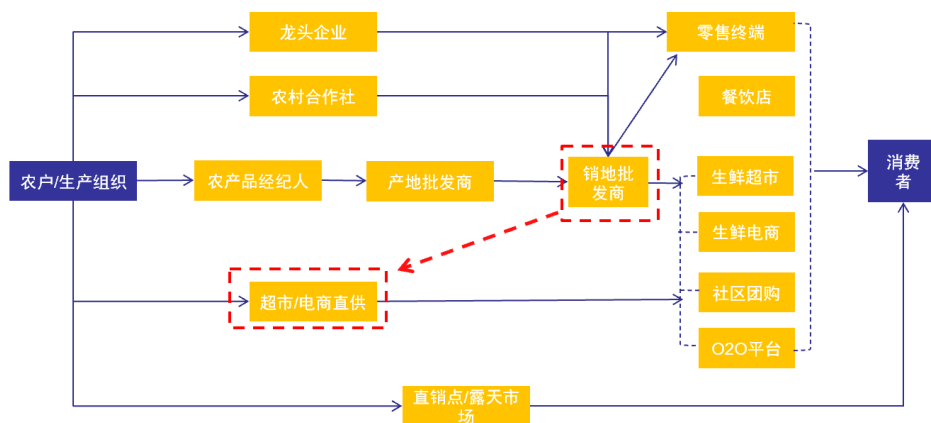 龙头企业
零售终端
农村合作社
餐饮店
农户/生产组织
农产品经纪人
产地批发商
销地批
发商
生鲜超市
消费
者
生鲜电商
超市/电商直供
社区团购
O2O平台
直销点/露天市
场